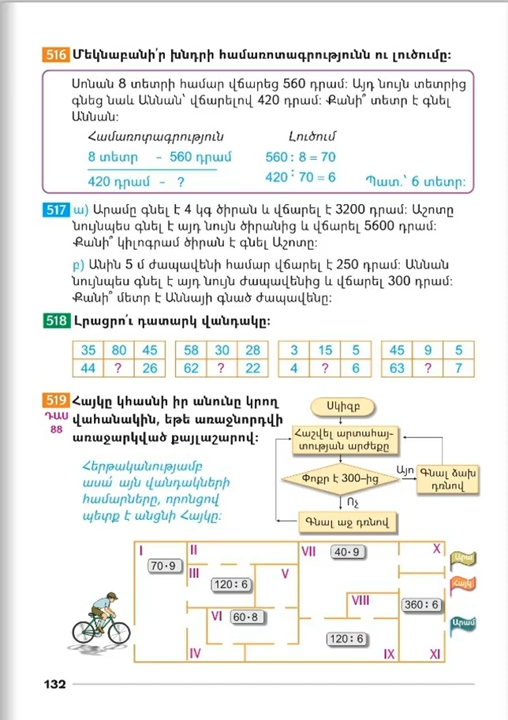 516 Մեկնաբանի՛ր խնդրի համառոտագրությունն ու լուծումը։
Սոնան 8 տետրի համար վճարեց 560 դրամ։ Այդ նույն տետրից
գնեց նաև Աննան՝ վճարելով 420 դրամ։ Քանի՞ տետր է գնել
Աննան։
Համառոտագրություն Լուծում
8 տետր – 560 դրամ 560 : 8 = 70
420 դրամ – ? 420 : 70 = 6 Պատ.՝ 6 տետր։
517 ա) Արամը գնել է 4 կգ ծիրան և վճարել է 3200 դրամ։ Աշոտը
նույնպես գնել է այդ նույն ծիրանից և վճարել 5600 դրամ։
Քանի՞ կիլոգրամ ծիրան է գնել Աշոտը։
բ) Անին 5 մ ժապավենի համար վճարել է 250 դրամ։ Աննան
նույնպես գնել է այդ նույն ժապավենից և վճարել 300 դրամ։
Քանի՞ մետր է Աննայի գնած ժապավենը։
518 Լրացրո՛ւ դատարկ վանդակը։
35 80 45 58 30 28 3 15 5 45 9 5
44 ? 26 62 ? 22 4 ? 6 63 ? 7
519 Հայկը կհասնի իր անունը կրող
ԴԱՍ
88
վահանակին, եթե առաջնորդվի
առաջարկված քայլաշարով։
Հերթականությամբ
ասա՛ այն վանդակների
համարները, որոնցով
պետք է անցնի Հայկը։
Սկիզբ
Հաշվել արտահայ-
տության արժեքը
Փոքր է 300–ից
Այո
Գնալ ձախ
դռնով
Ոչ
Գնալ աջ դռնով
I II VII 40·9 X
70·9
III 120 : 6 V
VIII 360 : 6
VI 60·8
120 : 6
IV IX XI
Արա
Հայկ
Արամ
132